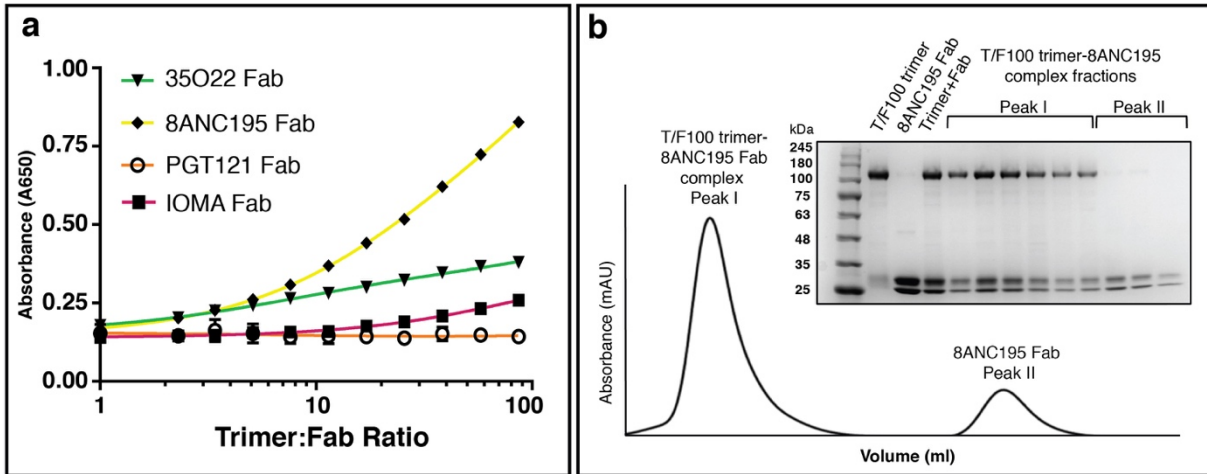 a
1.00
0.75
0.50
0.25
0.00
Absorbance (A650)
35O22 Fab
8ANC195 Fab
PGT121 Fab
IOMA Fab
1
10
100
Trimer:Fab Ratio
b
T/F100 trimer-
8ANC195 Fab
complex
Peak I
T/F100 trimer
8ANC195 Fab
Trimer+Fab
T/F100 trimer-8ANC195
complex fractions
Peak I
Peak II
kDa
245
180
100
75
63
48
35
25
8ANC195 Fab
Peak II
Absorbance (mAU)
Volume (ml)